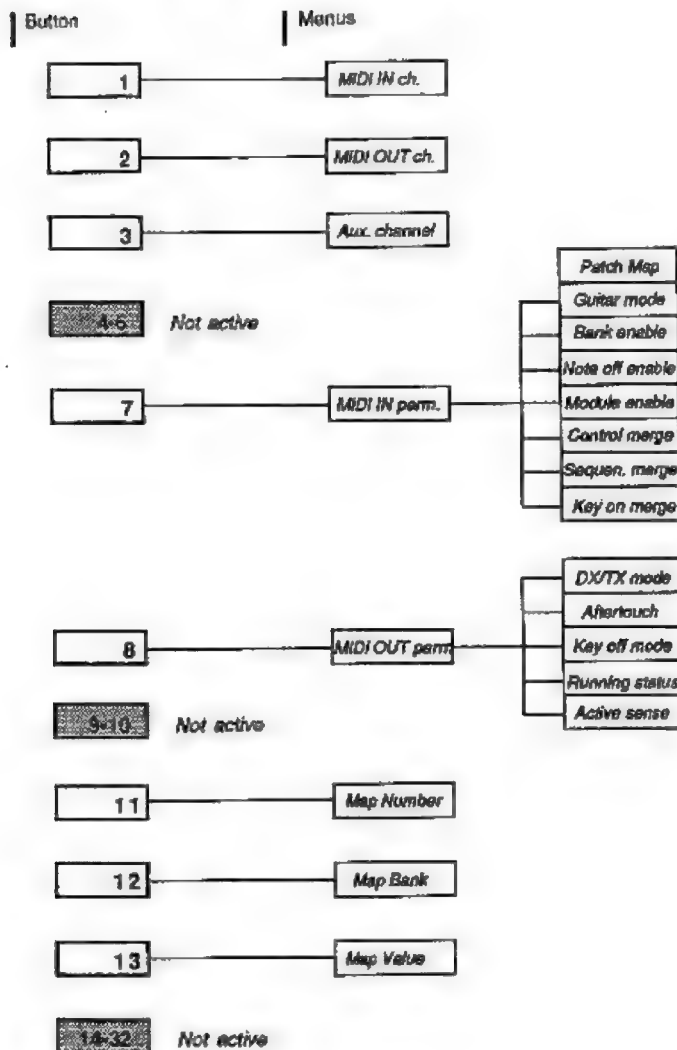 Button Menus
1 MIDI IN ch.
2 MIDI OUT ch.
3 Aux. channel
Patch Map
Guitar mode
4-6 Not active
Bank enable
Note off enable
7 MIDI IN perm. Module enable
Control merge
Sequen. merge
Key on merge
DX/TX mode
Aftertouch
8 MIDI OUT perm Key off mode
Running status
9-10 Not active
Active sense
11 Map Number
12 Map Bank
13 Map Value
14-32 Not active